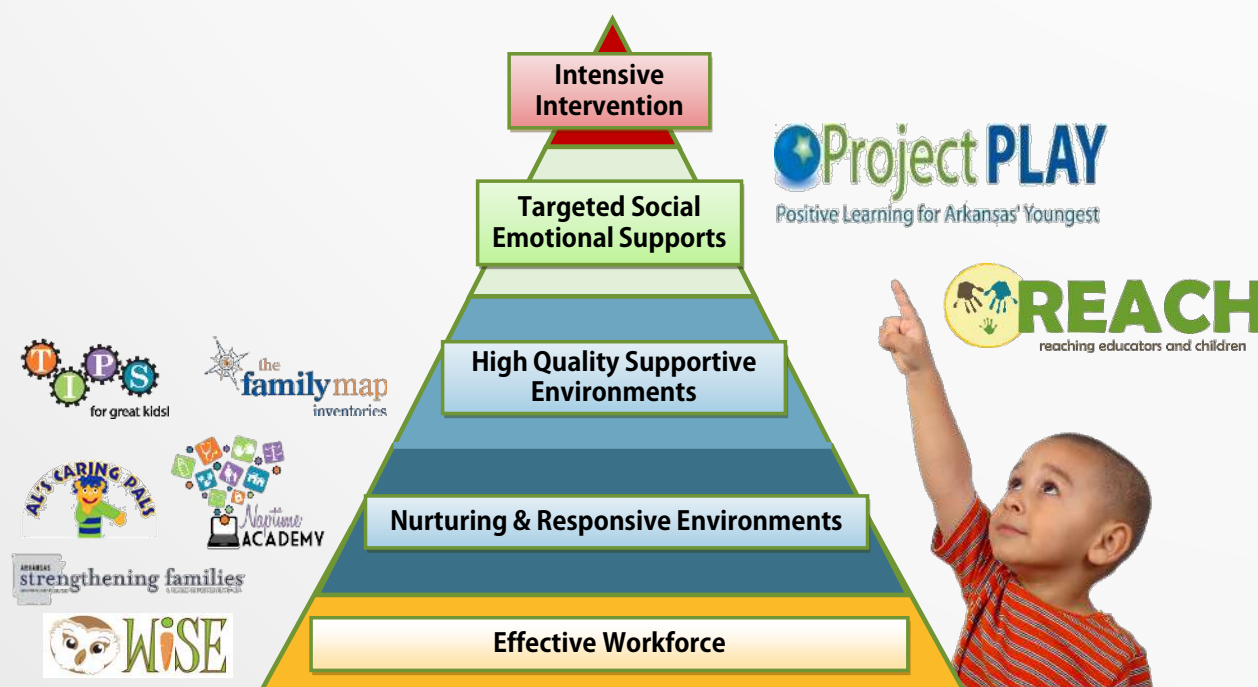 Intensive
Intervention
Project PLAY
Positive Learning for Arkansas' Youngest
Targeted Social
Emotional Supports
REACH
reaching educators and children
High Quality Supportive
Environments
TIPS
for great kids!
the
familymap
inventories
AL'S CARING PALS
Naptime
ACADEMY
Nurturing & Responsive Environments
ARKANSAS
strengthening families
WISE
Effective Workforce